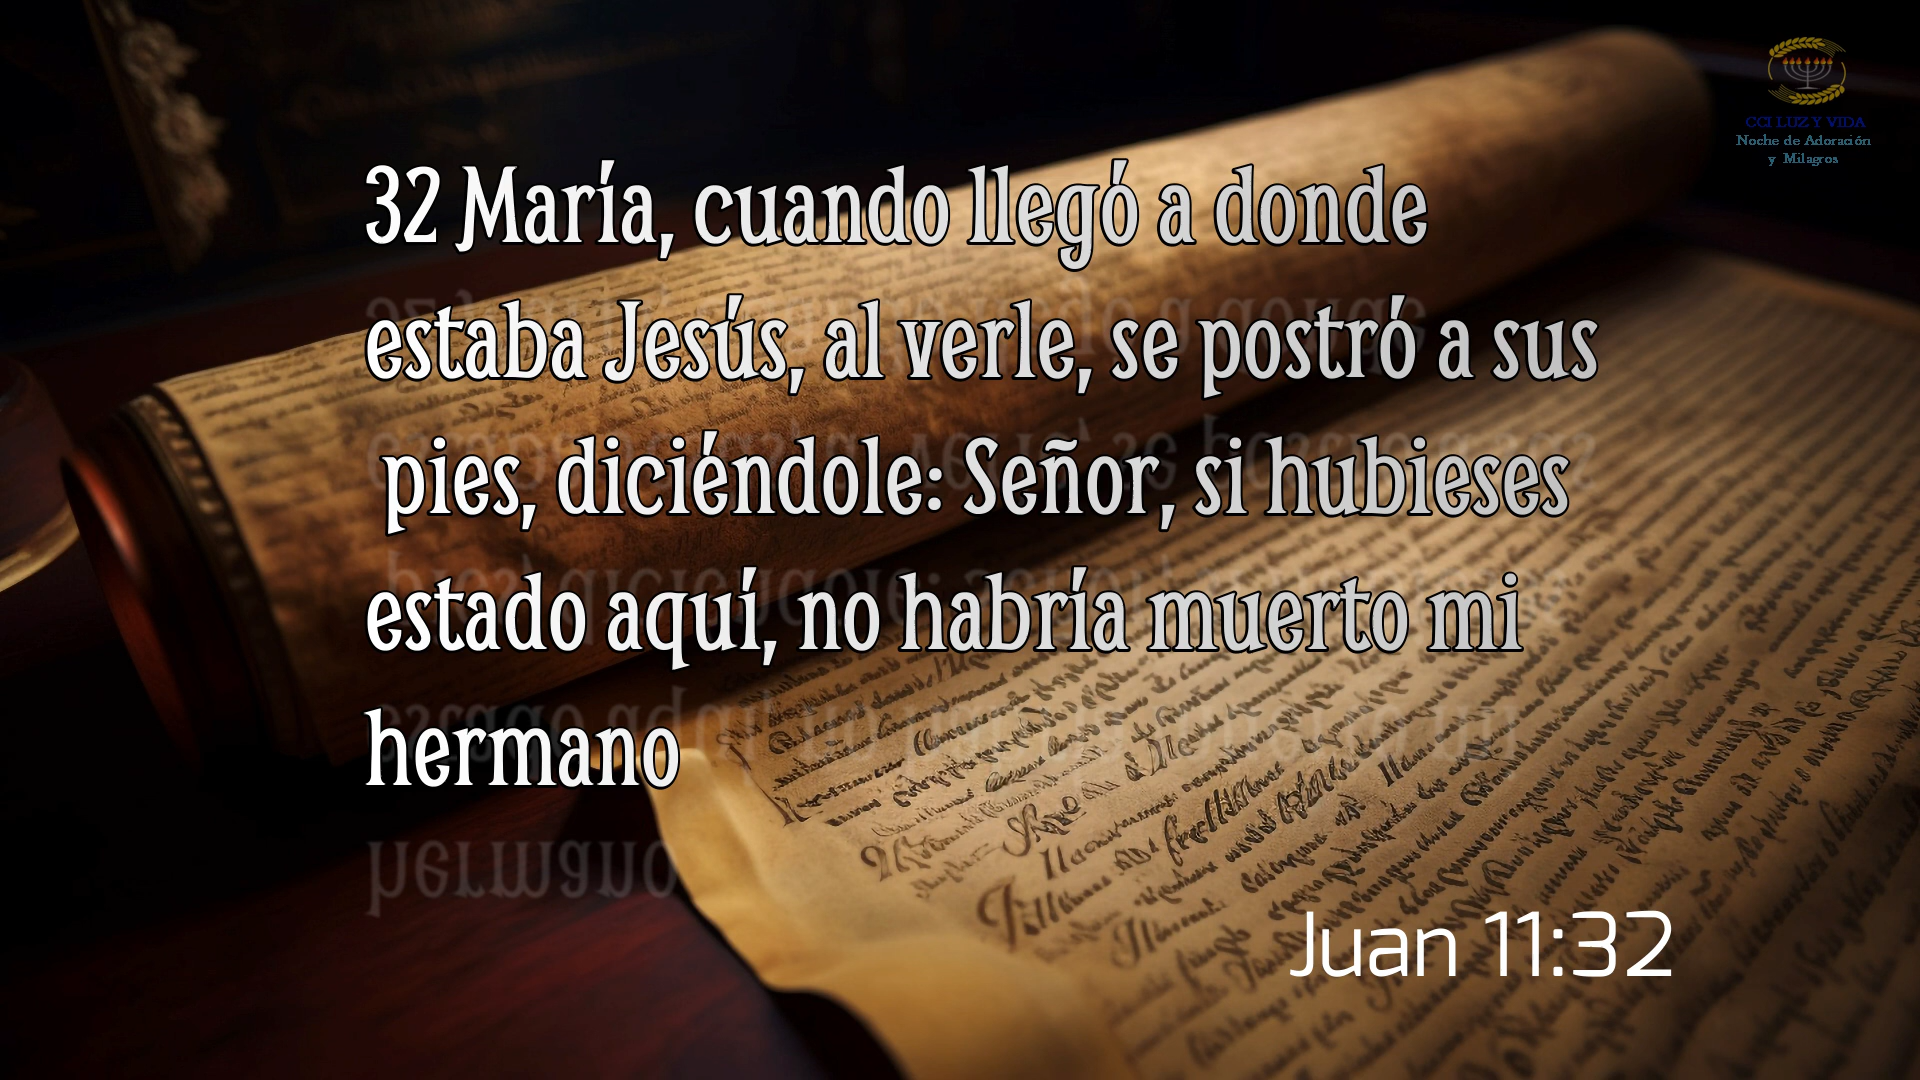 CCI LUZ Y VIDA
Noche de Adoración
y Milagros
32 María, cuando llegó a donde
estaba Jesús, al verle, se postró a sus
pies, diciéndole: Señor, si hubieses
estado aquí, no habría muerto mi
hermano
Juan 11:32